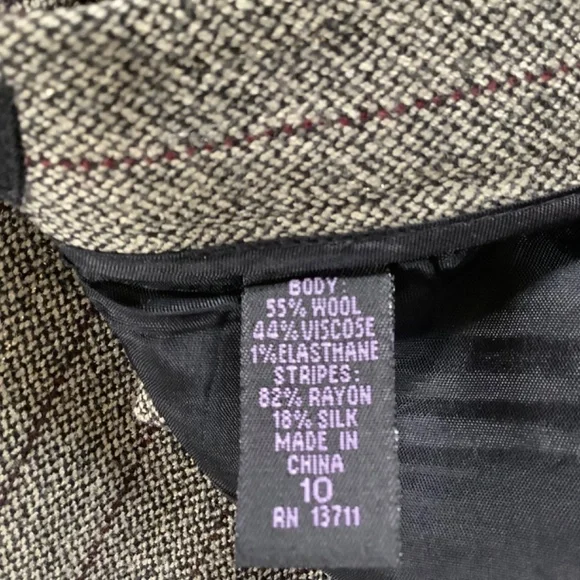 BODY:
55% WOOL
44% VISCOSE
1% ELASTHANE
STRIPES:
82% RAYON
18% SILK
MADE IN
CHINA
10
RN 13711